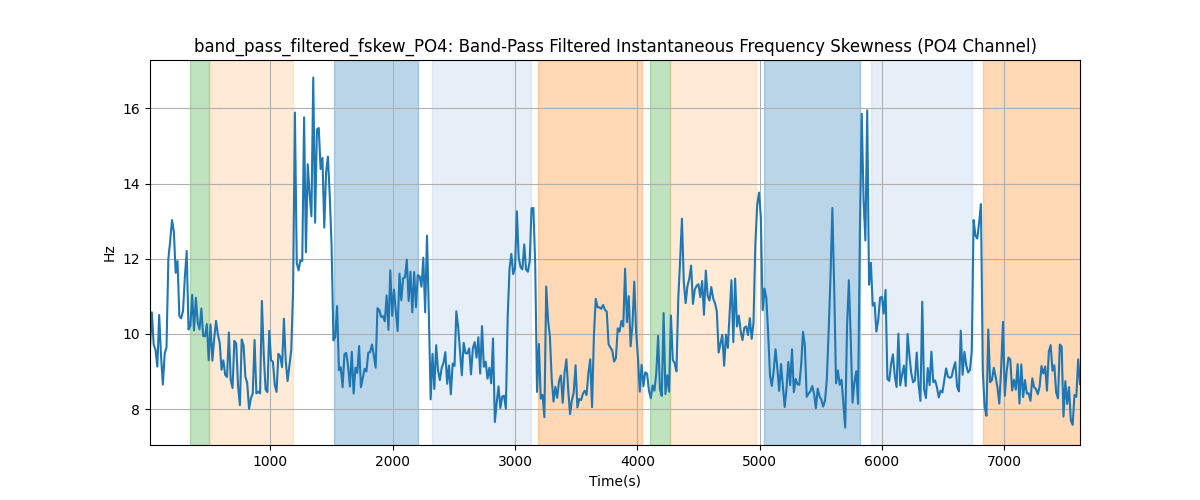 band_pass_filtered_fskew_PO4: Band-Pass Filtered Instantaneous Frequency Skewness (PO4 Channel)
16
14
12
10
8
Hz
1000 2000 3000 4000 5000 6000 7000
Time(s)